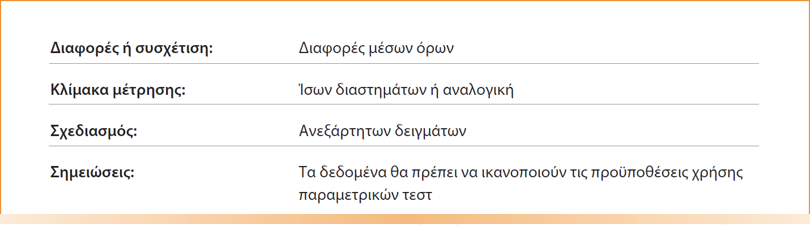 Διαφορές ή συσχέτιση: Διαφορές μέσων όρων
Κλίμακα μέτρησης: Ίσων διαστημάτων ή αναλογική
Σχεδιασμός: Ανεξάρτητων δειγμάτων
Σημειώσεις: Τα δεδομένα θα πρέπει να ικανοποιούν τις προϋποθέσεις χρήσης
παραμετρικών τεστ